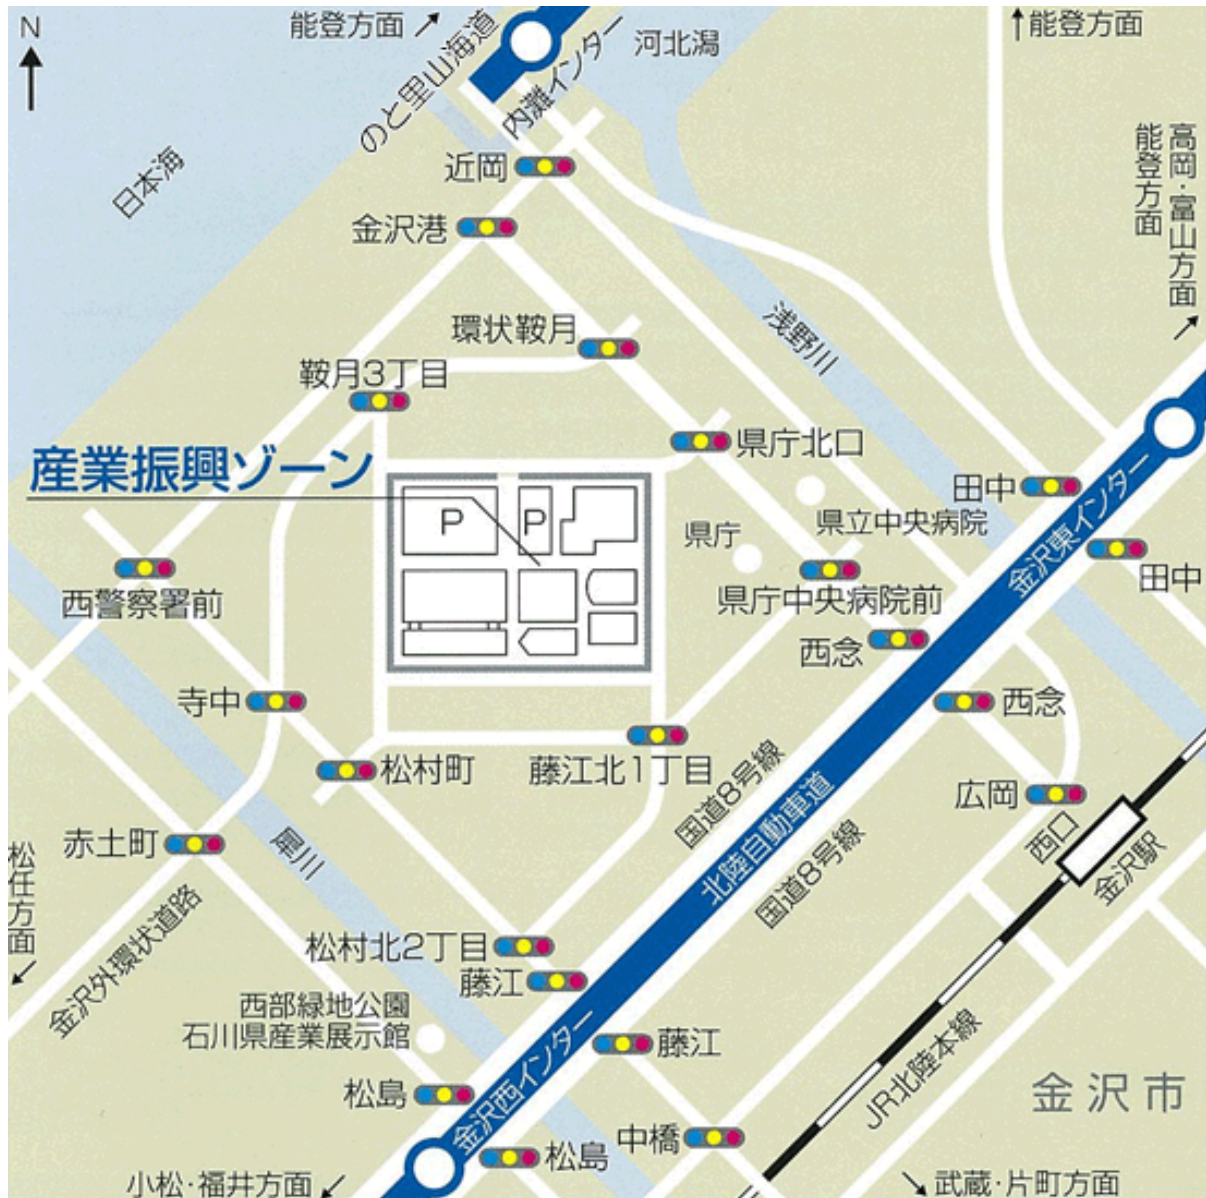 N
能登方面
能登方面
のと里山海道
内灘インター
河北潟
高岡・富山方面
能登方面
日本海
近岡
金沢港
浅野川
環状鞍月
鞍月3丁目
産業振興ゾーン
県庁北口
P
P
田中
金沢東インター
県立中央病院
県庁
田中
西警察署前
県庁中央病院前
西念
西念
寺中
松村町
藤江北1丁目
国道8号線
北陸自動車道
国道8号線
広岡
西口
金沢駅
赤土町
犀川
松任方面
金沢外環状道路
松村北2丁目
藤江
西部緑地公園
石川県産業展示館
藤江
JR北陸本線
金沢市
松島
金沢西インター
中橋
松島
小松・福井方面
武蔵・片町方面